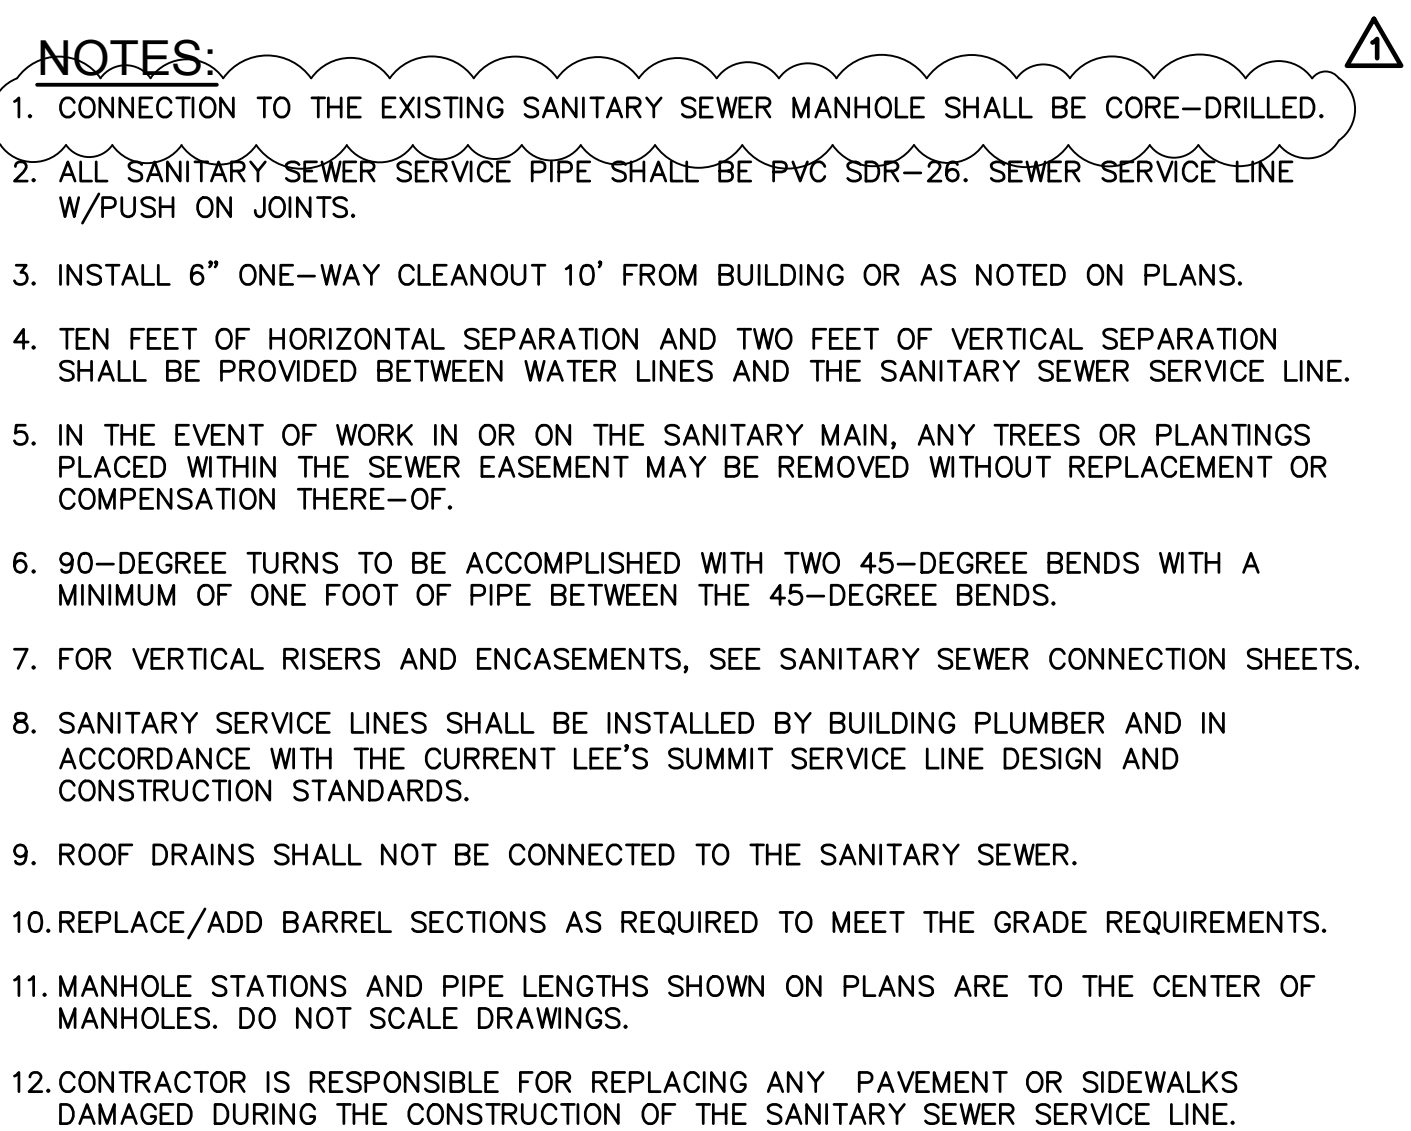 NOTES:
1
1. CONNECTION TO THE EXISTING SANITARY SEWER MANHOLE SHALL BE CORE-DRILLED.
2. ALL SANITARY SEWER SERVICE PIPE SHALL BE PVC SDR-26. SEWER SERVICE LINE
W/PUSH ON JOINTS.
3. INSTALL 6" ONE-WAY CLEANOUT 10' FROM BUILDING OR AS NOTED ON PLANS.
4. TEN FEET OF HORIZONTAL SEPARATION AND TWO FEET OF VERTICAL SEPARATION
SHALL BE PROVIDED BETWEEN WATER LINES AND THE SANITARY SEWER SERVICE LINE.
5. IN THE EVENT OF WORK IN OR ON THE SANITARY MAIN, ANY TREES OR PLANTINGS
PLACED WITHIN THE SEWER EASEMENT MAY BE REMOVED WITHOUT REPLACEMENT OR
COMPENSATION THERE-OF.
6. 90-DEGREE TURNS TO BE ACCOMPLISHED WITH TWO 45-DEGREE BENDS WITH A
MINIMUM OF ONE FOOT OF PIPE BETWEEN THE 45-DEGREE BENDS.
7. FOR VERTICAL RISERS AND ENCASEMENTS, SEE SANITARY SEWER CONNECTION SHEETS.
8. SANITARY SERVICE LINES SHALL BE INSTALLED BY BUILDING PLUMBER AND IN
ACCORDANCE WITH THE CURRENT LEE'S SUMMIT SERVICE LINE DESIGN AND
CONSTRUCTION STANDARDS.
9. ROOF DRAINS SHALL NOT BE CONNECTED TO THE SANITARY SEWER.
10. REPLACE/ADD BARREL SECTIONS AS REQUIRED TO MEET THE GRADE REQUIREMENTS.
11. MANHOLE STATIONS AND PIPE LENGTHS SHOWN ON PLANS ARE TO THE CENTER OF
MANHOLES. DO NOT SCALE DRAWINGS.
12. CONTRACTOR IS RESPONSIBLE FOR REPLACING ANY PAVEMENT OR SIDEWALKS
DAMAGED DURING THE CONSTRUCTION OF THE SANITARY SEWER SERVICE LINE.